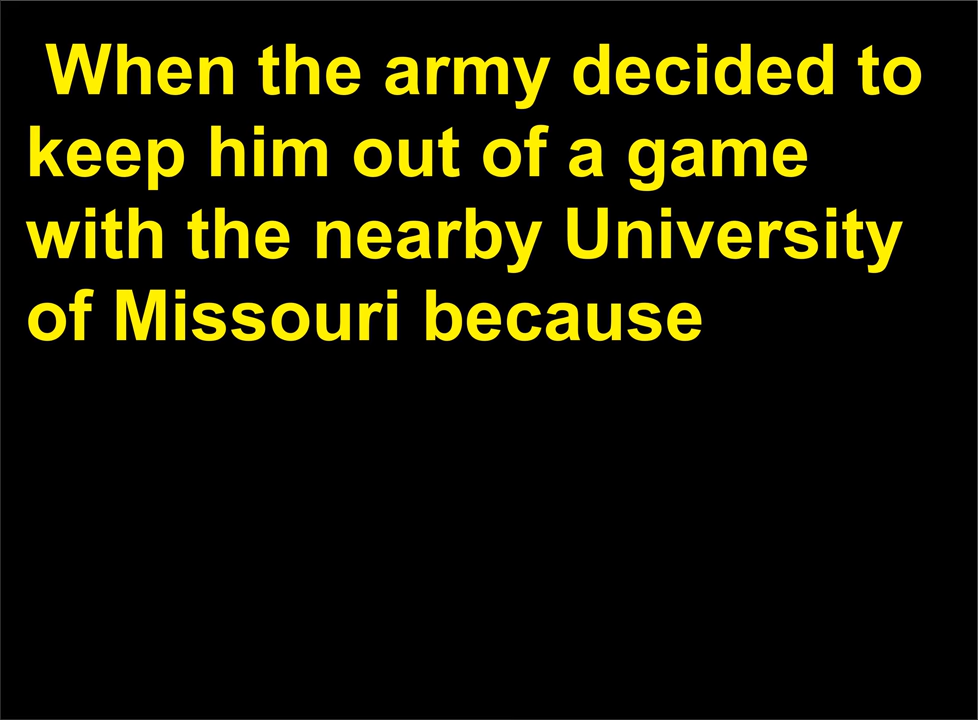 When the army decided to
keep him out of a game
with the nearby University
of Missouri because